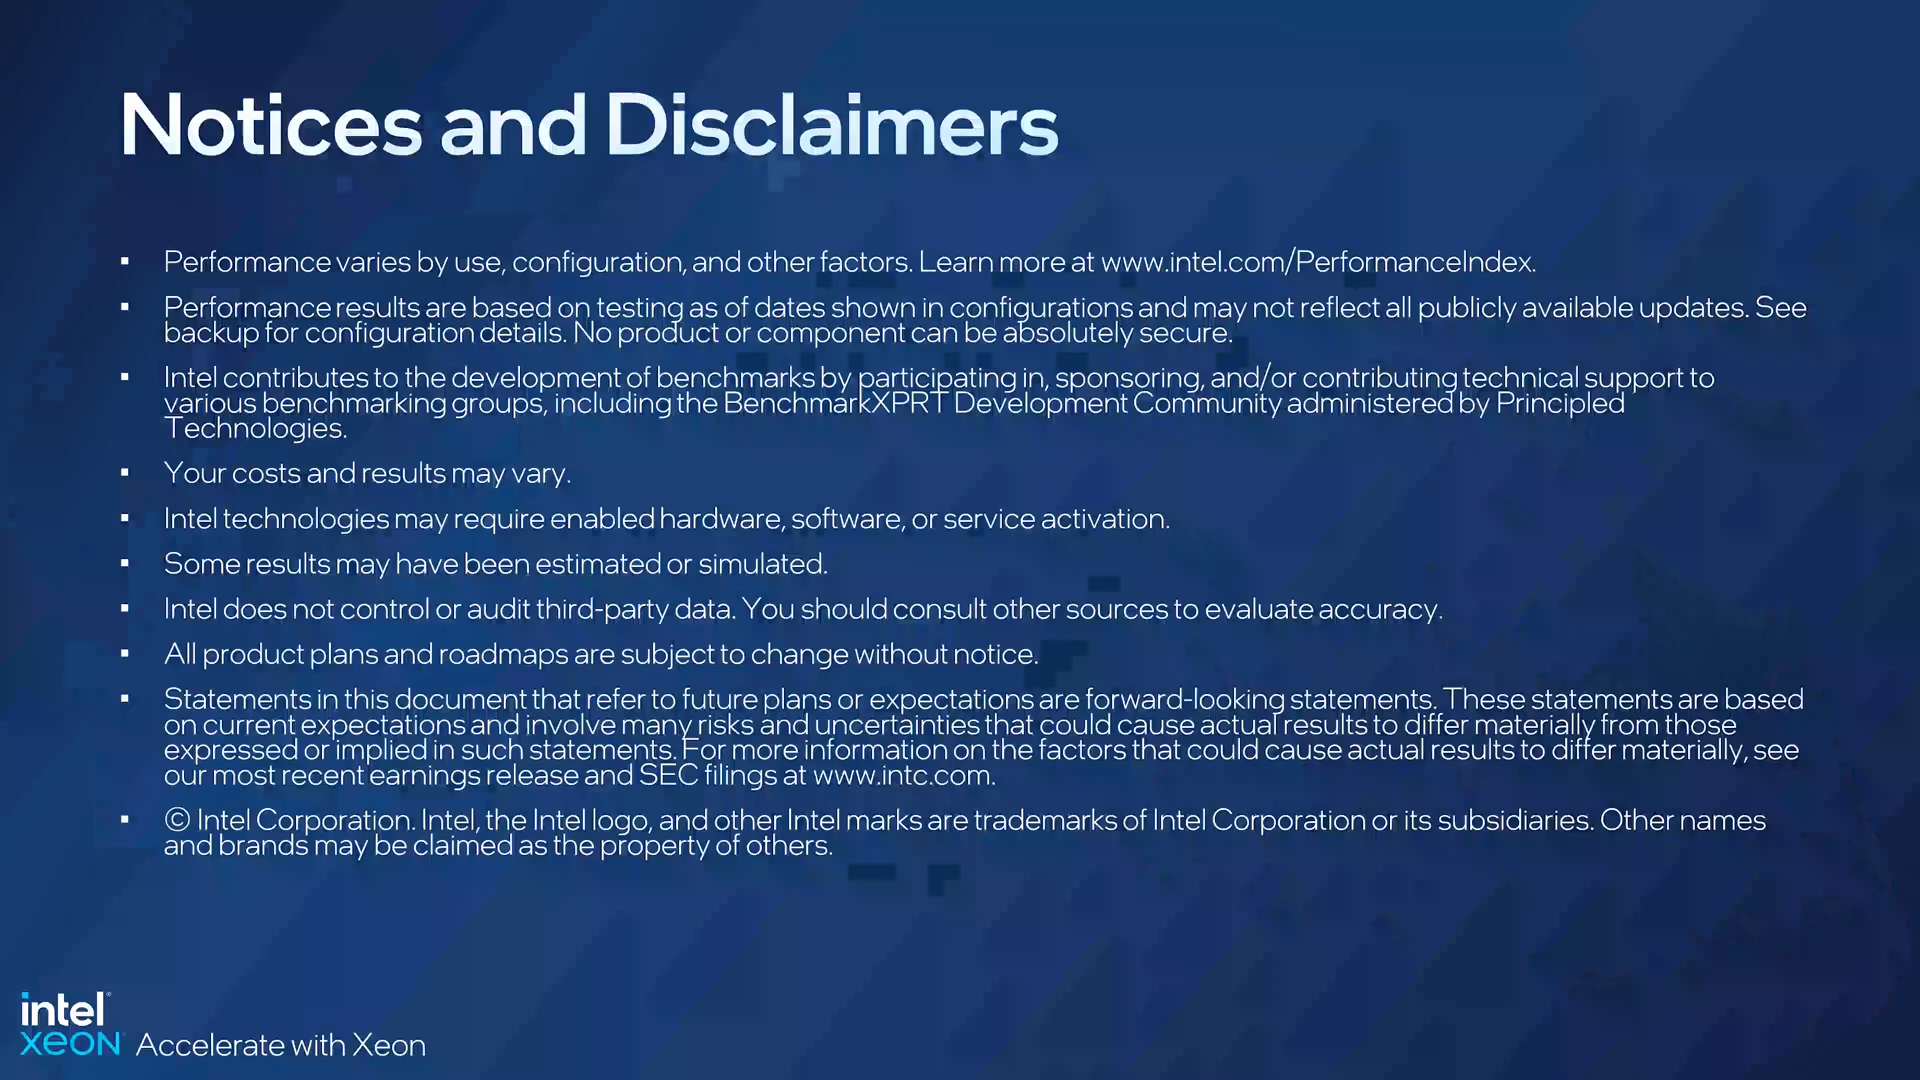 Notices and Disclaimers
▪ Performance varies by use, configuration, and other factors. Learn more at www.intel.com/PerformanceIndex.
▪ Performance results are based on testing as of dates shown in configurations and may not reflect all publicly available updates. See
backup for configuration details. No product or component can be absolutely secure.
▪ Intel contributes to the development of benchmarks by participating in, sponsoring, and/or contributing technical support to
various benchmarking groups, including the BenchmarkXPRT Development Community administered by Principled
Technologies.
▪ Your costs and results may vary.
▪ Intel technologies may require enabled hardware, software, or service activation.
▪ Some results may have been estimated or simulated.
▪ Intel does not control or audit third-party data. You should consult other sources to evaluate accuracy.
▪ All product plans and roadmaps are subject to change without notice.
▪ Statements in this document that refer to future plans or expectations are forward-looking statements. These statements are based
on current expectations and involve many risks and uncertainties that could cause actual results to differ materially from those
expressed or implied in such statements. For more information on the factors that could cause actual results to differ materially, see
our most recent earnings release and SEC filings at www.intc.com.
▪ © Intel Corporation. Intel, the Intel logo, and other Intel marks are trademarks of Intel Corporation or its subsidiaries. Other names
and brands may be claimed as the property of others.
intel
xeon Accelerate with Xeon